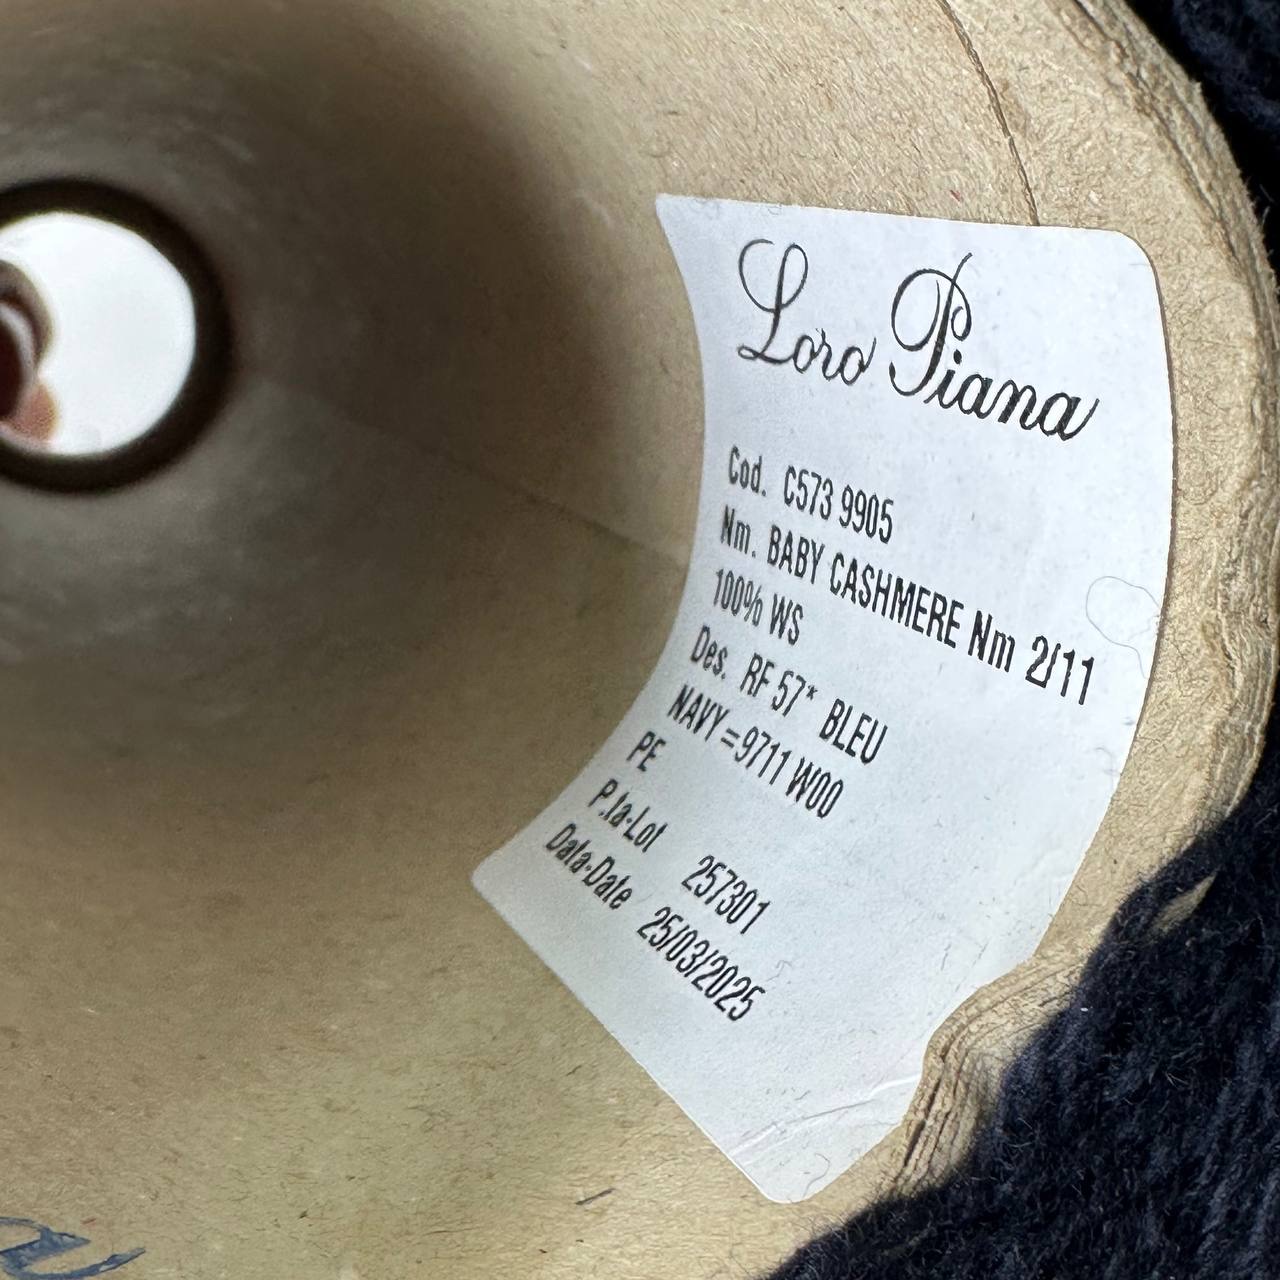 Loro Piana
Cod. C573 9905
Nm. BABY CASHMERE Nm 2/11
100% WS
Des. RF 57* BLEU
NAVY=9711 W00
PE
P.ta-Lot 257301
Data-Date 25/03/2025